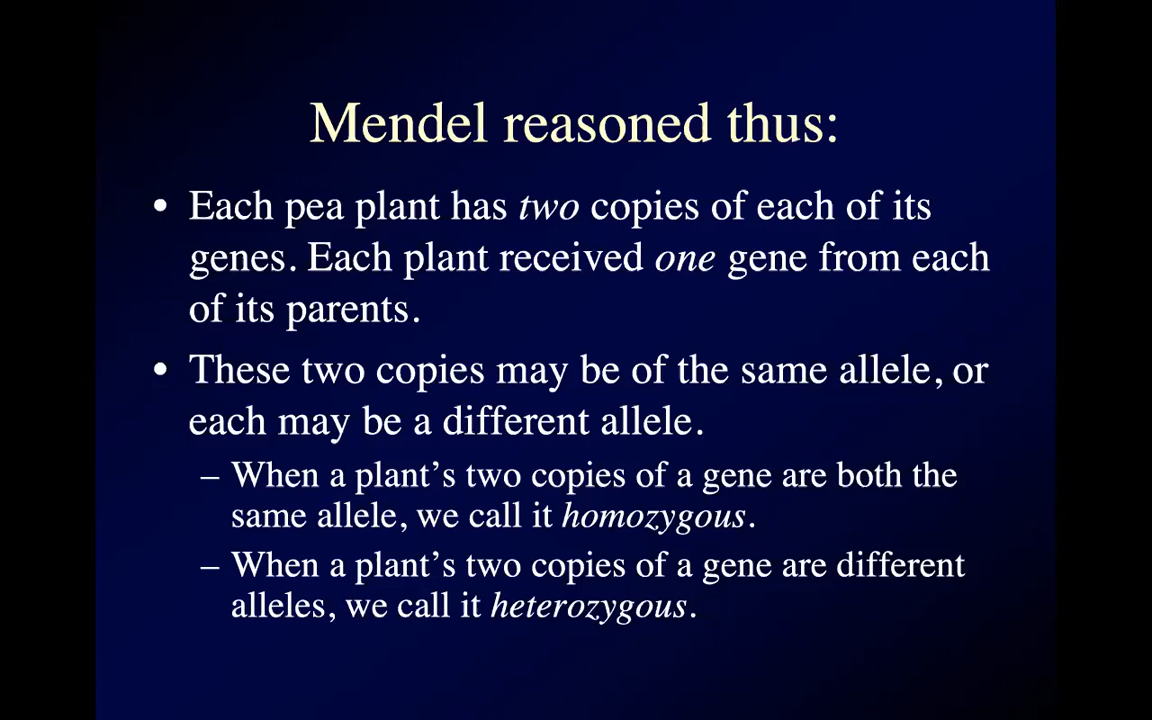 Mendel reasoned thus:
• Each pea plant has two copies of each of its
genes. Each plant received one gene from each
of its parents.
• These two copies may be of the same allele, or
each may be a different allele.
– When a plant’s two copies of a gene are both the
same allele, we call it homozygous.
– When a plant’s two copies of a gene are different
alleles, we call it heterozygous.